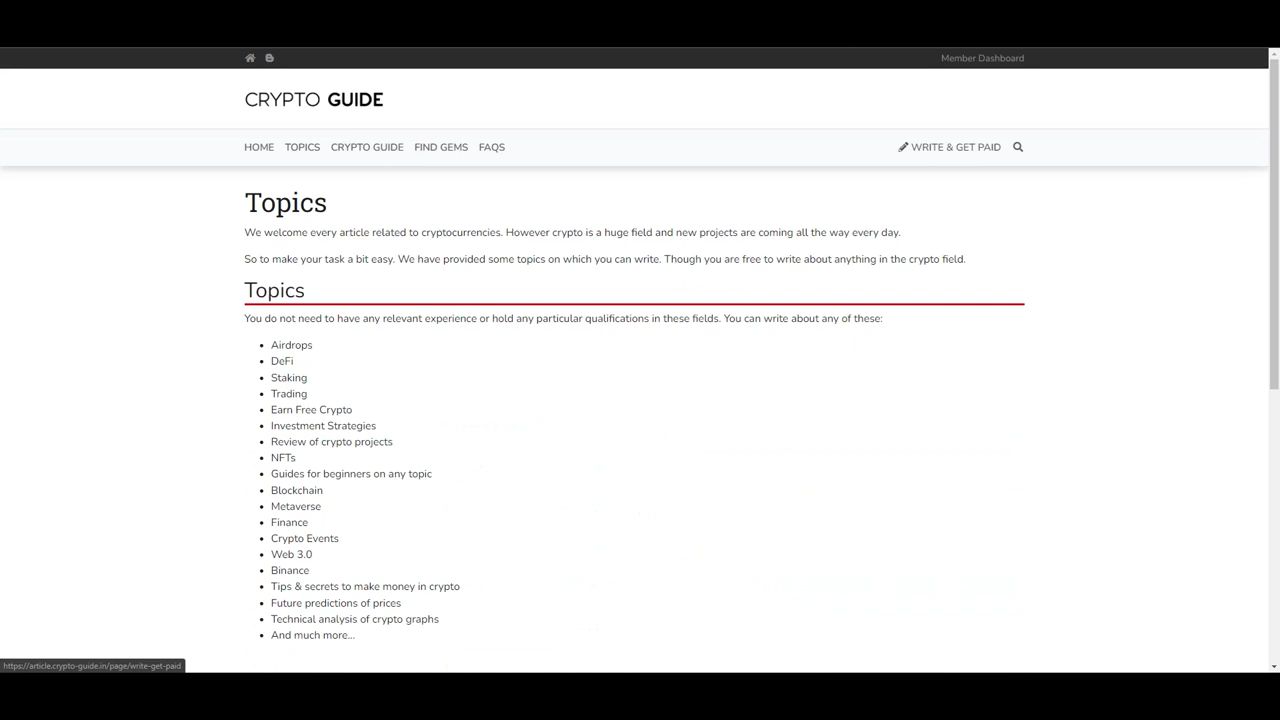 Member Dashboard
CRYPTO GUIDE
HOME TOPICS CRYPTO GUIDE FIND GEMS FAQS WRITE & GET PAID
Topics
We welcome every article related to cryptocurrencies. However crypto is a huge field and new projects are coming all the way every day.
So to make your task a bit easy. We have provided some topics on which you can write. Though you are free to write about anything in the crypto field.
Topics
You do not need to have any relevant experience or hold any particular qualifications in these fields. You can write about any of these:
• Airdrops
• DeFi
• Staking
• Trading
• Earn Free Crypto
• Investment Strategies
• Review of crypto projects
• NFTs
• Guides for beginners on any topic
• Blockchain
• Metaverse
• Finance
• Crypto Events
• Web 3.0
• Binance
• Tips & secrets to make money in crypto
• Future predictions of prices
• Technical analysis of crypto graphs
• And much more...
https://article.crypto-guide.in/page/write-get-paid